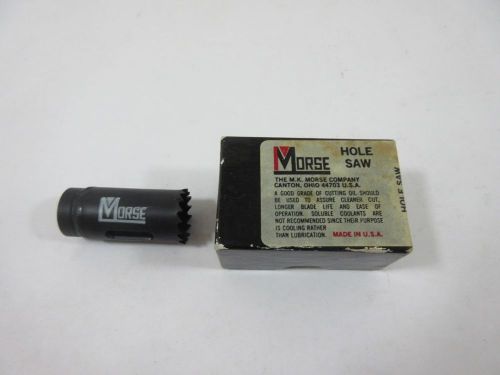 MORSE
MORSE
HOLE
SAW
THE M.K. MORSE COMPANY
CANTON, OHIO 44703 U.S.A.
A GOOD GRADE OF CUTTING OIL SHOULD
BE USED TO ASSURE CLEANER CUT,
LONGER BLADE LIFE AND EASE OF
OPERATION. SOLUBLE COOLANTS ARE
NOT RECOMMENDED SINCE THEIR PURPOSE
IS COOLING RATHER
THAN LUBRICATION. MADE IN U.S.A.
HOLE SAW